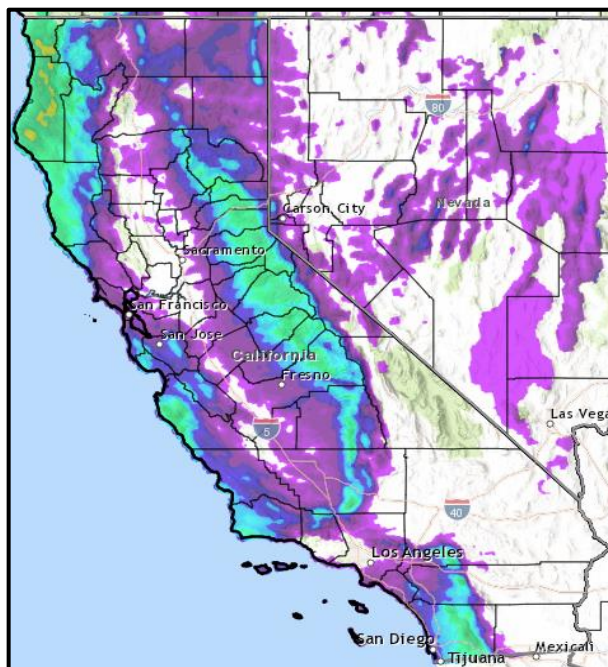 80
Carson City
Nevada
Sacramento
San Francisco
San Jose
California
Fresno
Las Vega
5
40
Los Angeles
San Diego
Tijuana
Mexicali